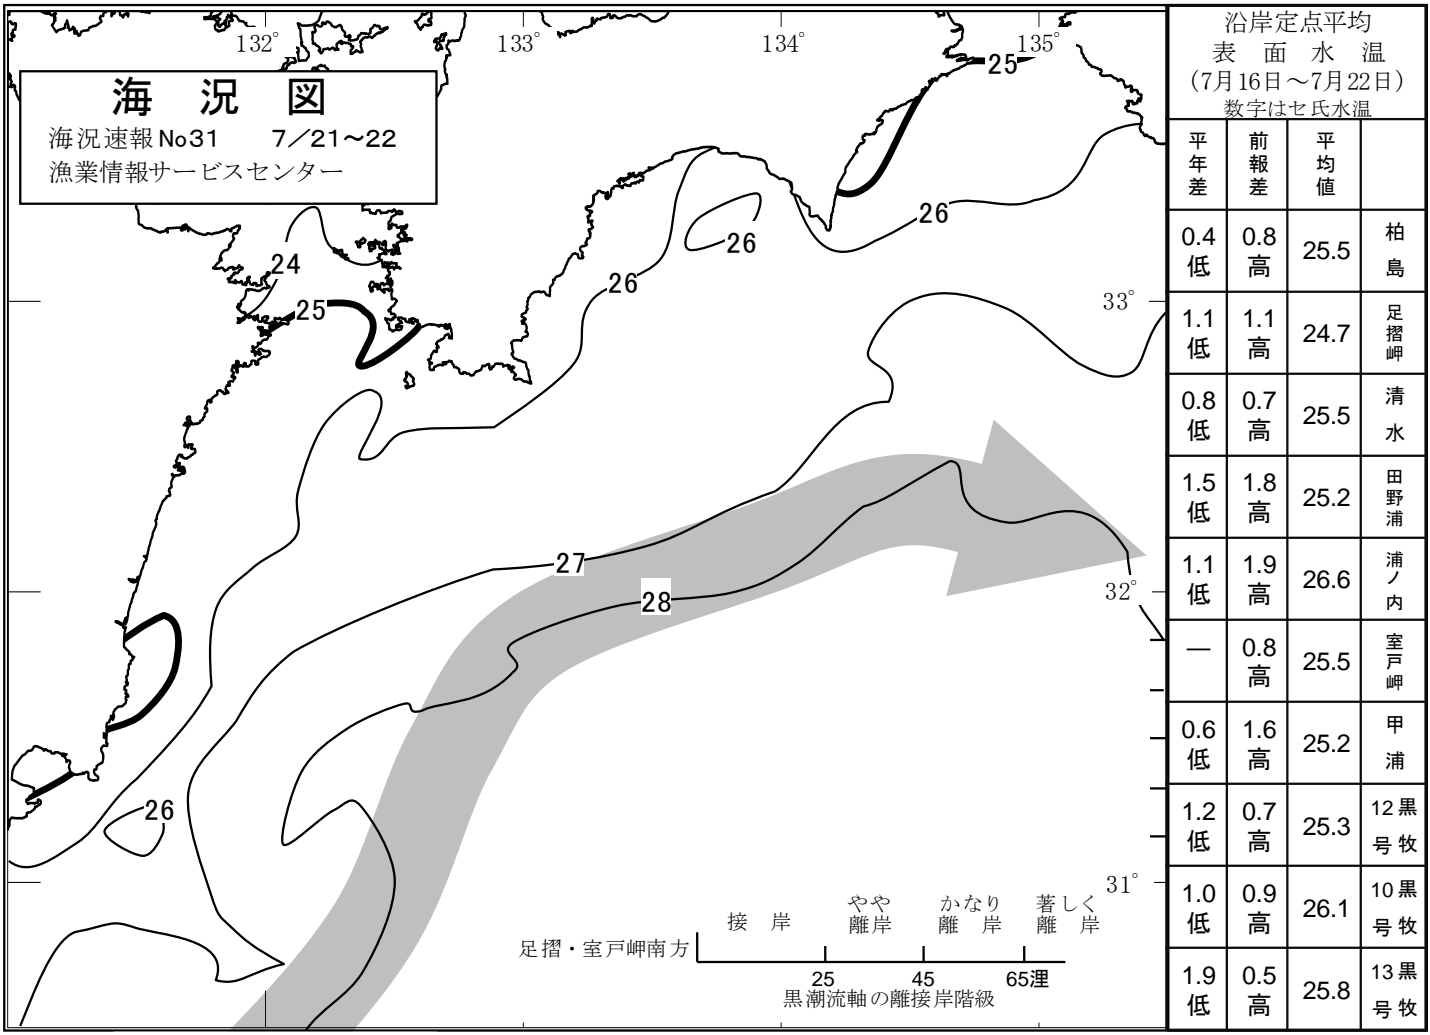 海況図
海況速報No31 7／21～22
漁業情報サービスセンター
132° 133° 134° 135°
33°
32°
31°
25
26
26
26
24
25
27
28
26
接岸 やや離岸 かなり離岸 著しく離岸
足摺・室戸岬南方
25 45 65浬
黒潮流軸の離接岸階級
沿岸定点平均
表面水温
(7月16日～7月22日)
数字はセ氏水温
平年差 前報差 平均値
0.4低 0.8高 25.5 柏島
1.1低 1.1高 24.7 足摺岬
0.8低 0.7高 25.5 清水
1.5低 1.8高 25.2 田野浦
1.1低 1.9高 26.6 浦ノ内
— 0.8高 25.5 室戸岬
0.6低 1.6高 25.2 甲浦
1.2低 0.7高 25.3 黒牧12号
1.0低 0.9高 26.1 黒牧10号
1.9低 0.5高 25.8 黒牧13号